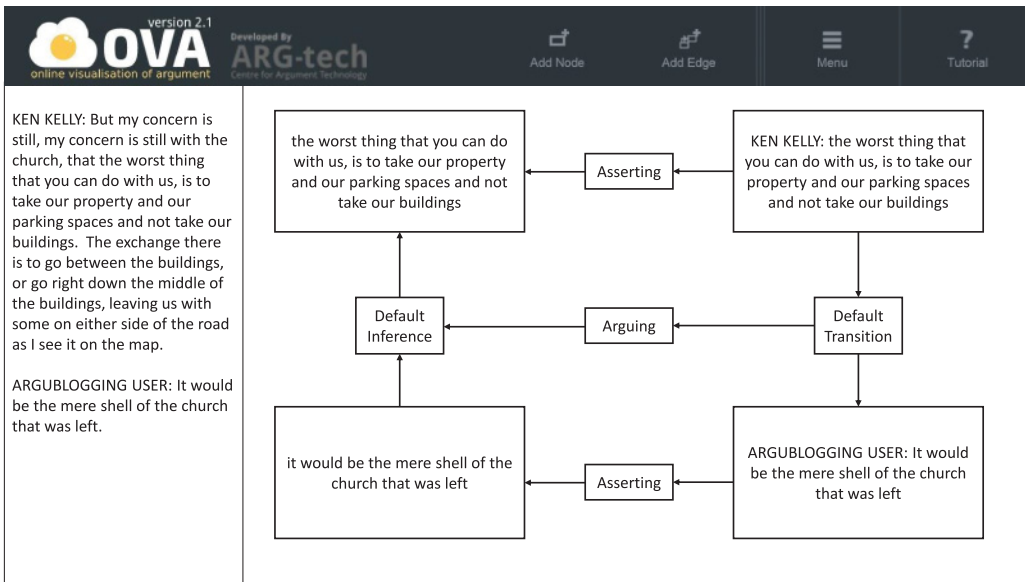 version 2.1
OVA
online visualisation of argument
Developed By
ARG-tech
Centre for Argument Technology
Add Node
Add Edge
Menu
?
Tutorial
KEN KELLY: But my concern is
still, my concern is still with the
church, that the worst thing
that you can do with us, is to
take our property and our
parking spaces and not take our
buildings. The exchange there
is to go between the buildings,
or go right down the middle of
the buildings, leaving us with
some on either side of the road
as I see it on the map.
ARGUBLOGGING USER: It would
be the mere shell of the church
that was left.
the worst thing that you can do
with us, is to take our property
and our parking spaces and not
take our buildings
Asserting
KEN KELLY: the worst thing that
you can do with us, is to take our
property and our parking spaces
and not take our buildings
Default
Inference
Arguing
Default
Transition
it would be the mere shell of the
church that was left
Asserting
ARGUBLOGGING USER: It would
be the mere shell of the church
that was left